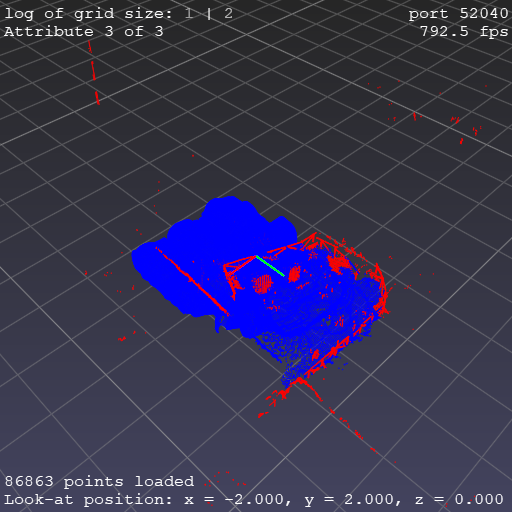 log of grid size: 1 | 2
port 52040
Attribute 3 of 3
792.5 fps
86863 points loaded
Look-at position: x = -2.000, y = 2.000, z = 0.000